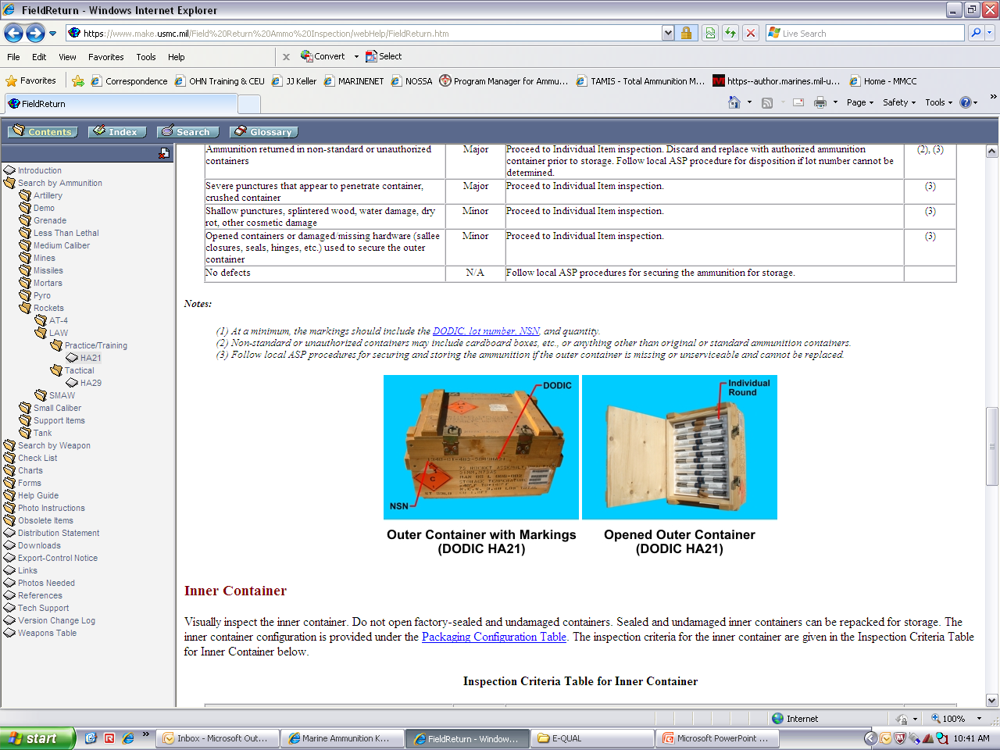 FieldReturn - Windows Internet Explorer
https://www.make.usmc.mil/Field%20Return%20Ammo%20Inspection/webHelp/FieldReturn.htm
Live Search
File Edit View Favorites Tools Help
Convert Select
Favorites Correspondence OHN Training & CEU JJ Keller MARINENET NOSSA Program Manager for Ammu... TAMIS - Total Ammunition M... https--author.marines.mil-u... Home - MMCC
FieldReturn
Page Safety Tools
Contents Index Search Glossary
Introduction
Search by Ammunition
Artillery
Demo
Grenade
Less Than Lethal
Medium Caliber
Mines
Missiles
Mortars
Pyro
Rockets
AT-4
LAW
Practice/Training
HA21
Tactical
HA29
SMAW
Small Caliber
Support Items
Tank
Search by Weapon
Check List
Charts
Forms
Help Guide
Photo Instructions
Obsolete Items
Distribution Statement
Downloads
Export-Control Notice
Links
Photos Needed
References
Tech Support
Version Change Log
Weapons Table
Ammunition returned in non-standard or unauthorized Major Proceed to Individual Item inspection. Discard and replace with authorized ammunition (2), (3)
containers container prior to storage. Follow local ASP procedure for disposition if lot number cannot be
determined.
Severe punctures that appear to penetrate container, Major Proceed to Individual Item inspection. (3)
crushed container
Shallow punctures, splintered wood, water damage, dry Minor Proceed to Individual Item inspection. (3)
rot, other cosmetic damage
Opened containers or damaged/missing hardware (sallee Minor Proceed to Individual Item inspection. (3)
closures, seals, hinges, etc.) used to secure the outer
container
No defects N/A Follow local ASP procedures for securing the ammunition for storage.
Notes:
(1) At a minimum, the markings should include the DODIC, lot number, NSN, and quantity.
(2) Non-standard or unauthorized containers may include cardboard boxes, etc., or anything other than original or standard ammunition containers.
(3) Follow local ASP procedures for securing and storing the ammunition if the outer container is missing or unserviceable and cannot be replaced.
DODIC
NSN
Individual
Round
Outer Container with Markings
(DODIC HA21)
Opened Outer Container
(DODIC HA21)
Inner Container
Visually inspect the inner container. Do not open factory-sealed and undamaged containers. Sealed and undamaged inner containers can be repacked for storage. The
inner container configuration is provided under the Packaging Configuration Table. The inspection criteria for the inner container are given in the Inspection Criteria Table
for Inner Container below.
Inspection Criteria Table for Inner Container
Internet 100%
start Inbox - Microsoft Out... Marine Ammunition K... FieldReturn - Window... E-QUAL Microsoft PowerPoint ... 10:41 AM